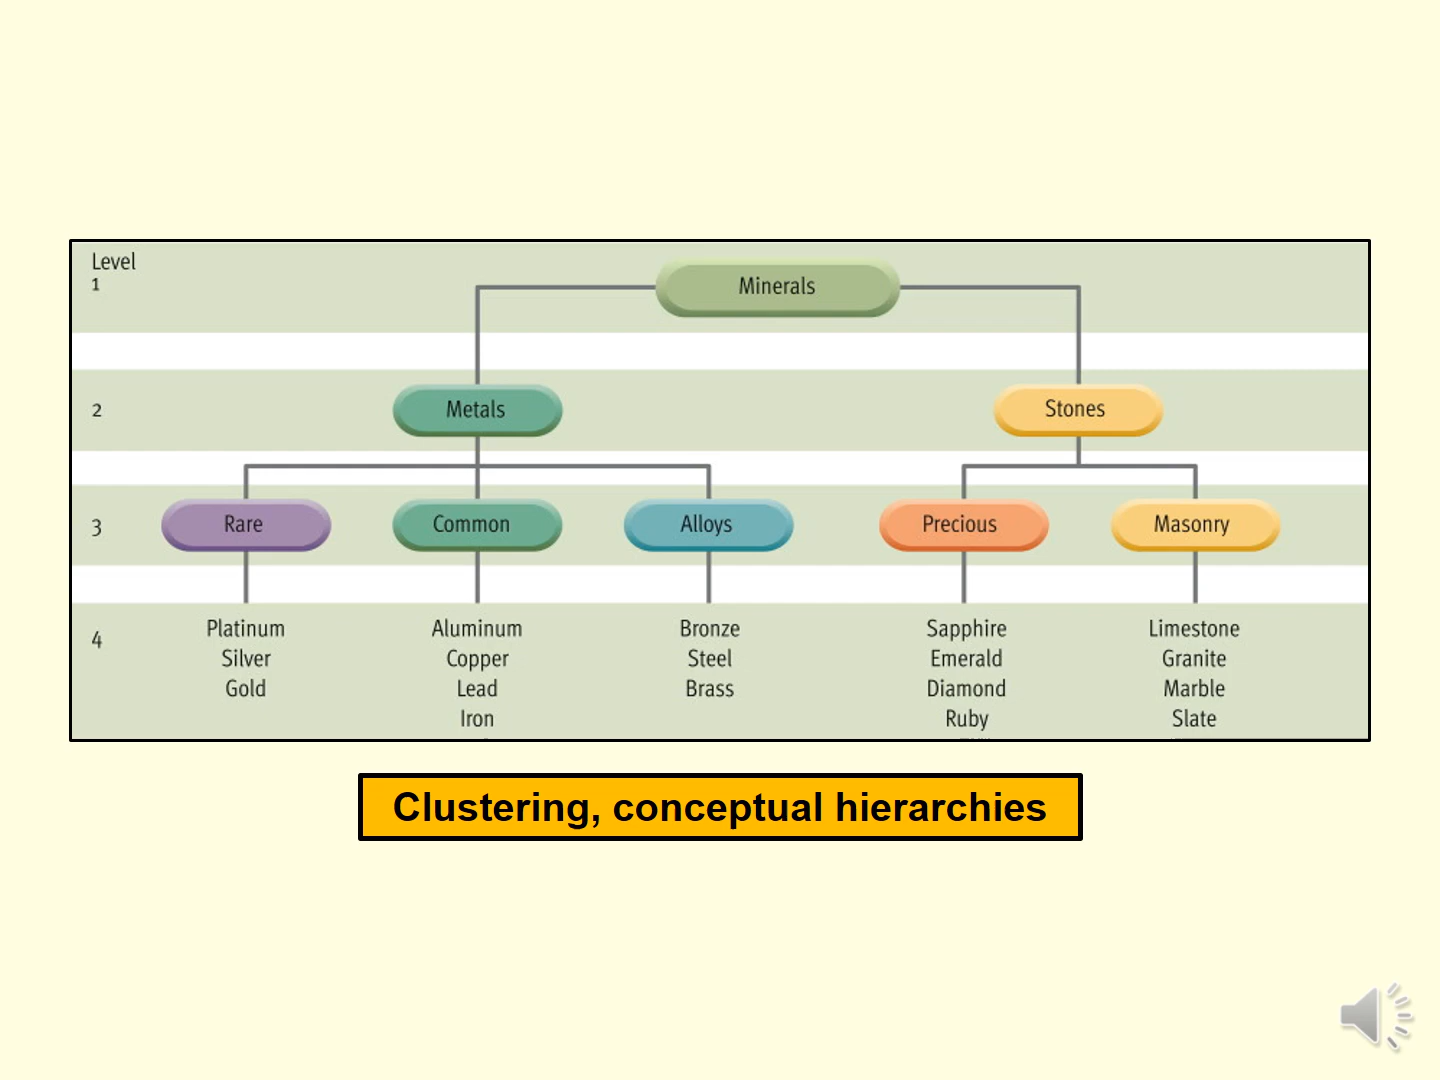 Level
1
Minerals
2
Metals
Stones
3
Rare
Common
Alloys
Precious
Masonry
4
Platinum
Silver
Gold
Aluminum
Copper
Lead
Iron
Bronze
Steel
Brass
Sapphire
Emerald
Diamond
Ruby
Limestone
Granite
Marble
Slate
Clustering, conceptual hierarchies